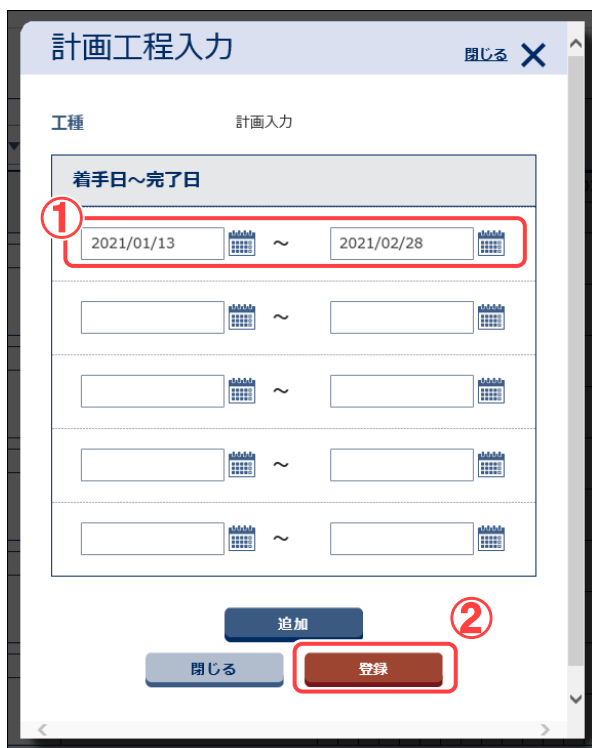 計画工程入力 閉じる
工種 計画入力
着手日～完了日
①
2021/01/13 ～ 2021/02/28
～
～
～
～
追加
②
閉じる 登録